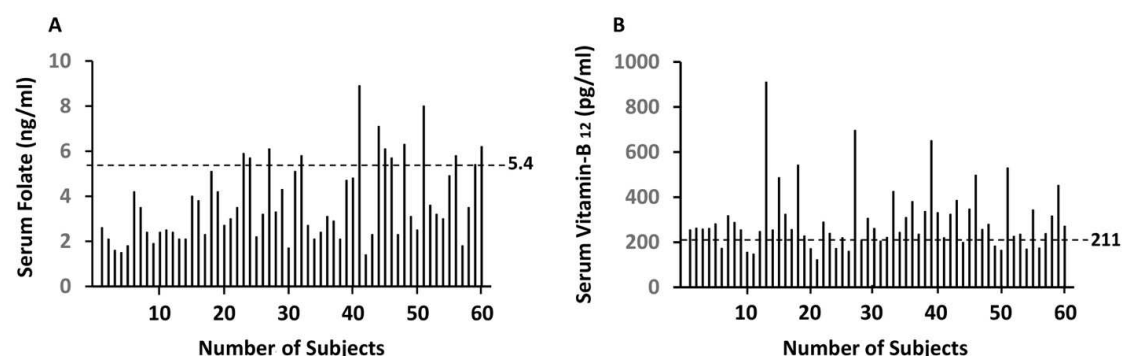 A
Serum Folate (ng/ml)
10
8
6
4
2
0
5.4
10 20 30 40 50 60
Number of Subjects
B
Serum Vitamin-B 12 (pg/ml)
1000
800
600
400
200
0
211
10 20 30 40 50 60
Number of Subjects